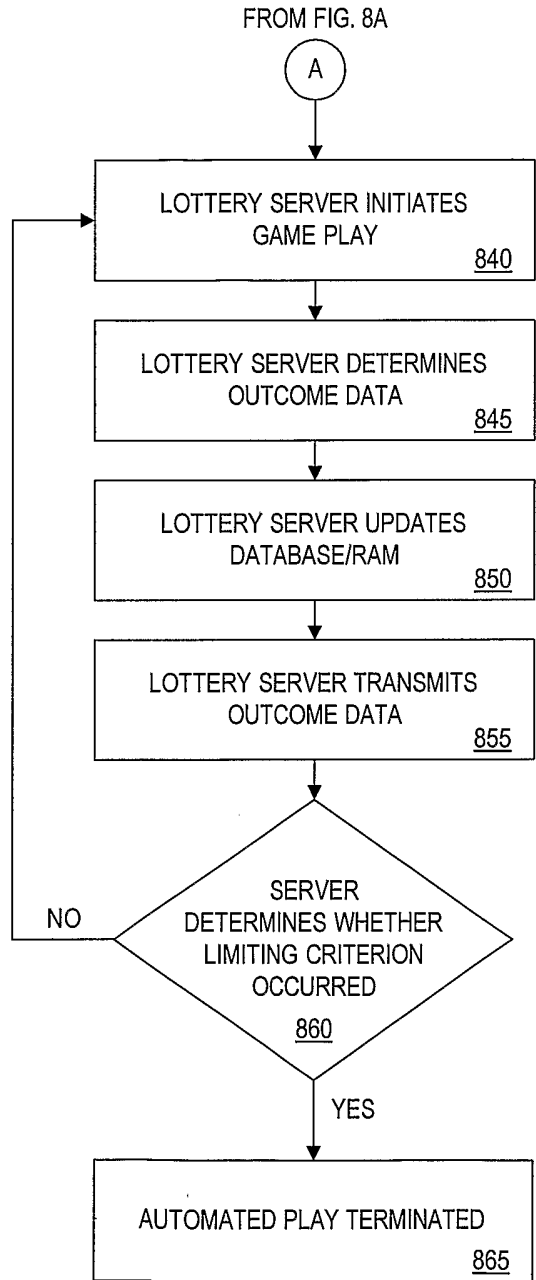 FROM FIG. 8A
A
LOTTERY SERVER INITIATES
GAME PLAY
840
LOTTERY SERVER DETERMINES
OUTCOME DATA
845
LOTTERY SERVER UPDATES
DATABASE/RAM
850
LOTTERY SERVER TRANSMITS
OUTCOME DATA
855
SERVER
DETERMINES WHETHER
LIMITING CRITERION
OCCURRED
860
NO
YES
AUTOMATED PLAY TERMINATED
865